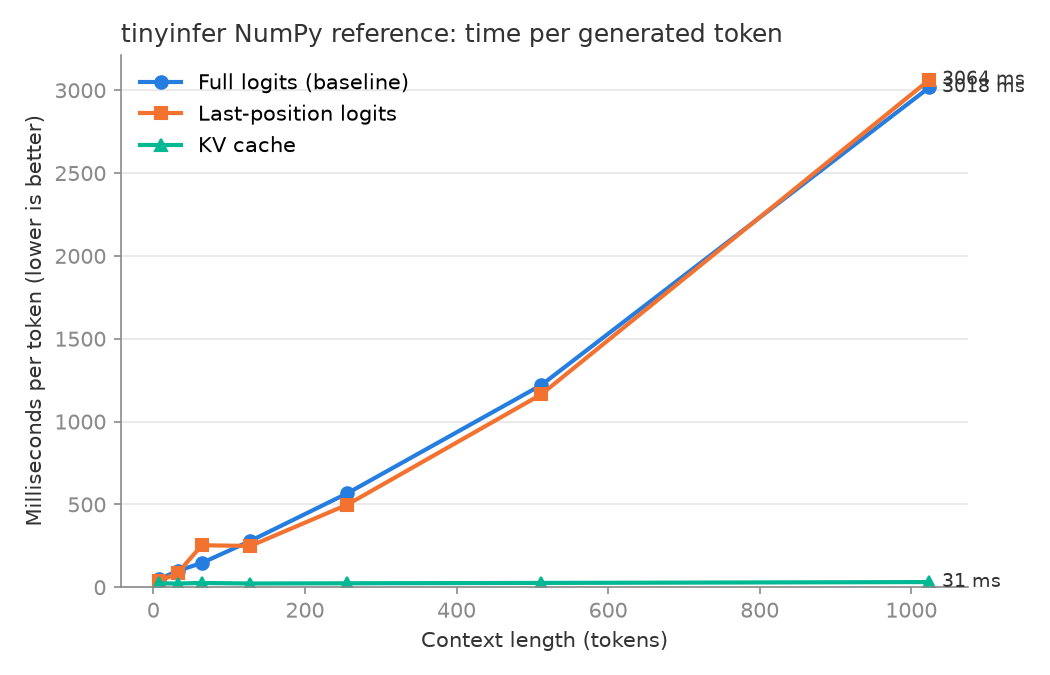 tinyinfer NumPy reference: time per generated token
Full logits (baseline)
Last-position logits
KV cache
3064 ms
3018 ms
31 ms
Milliseconds per token (lower is better)
3000
2500
2000
1500
1000
500
0
0 200 400 600 800 1000
Context length (tokens)